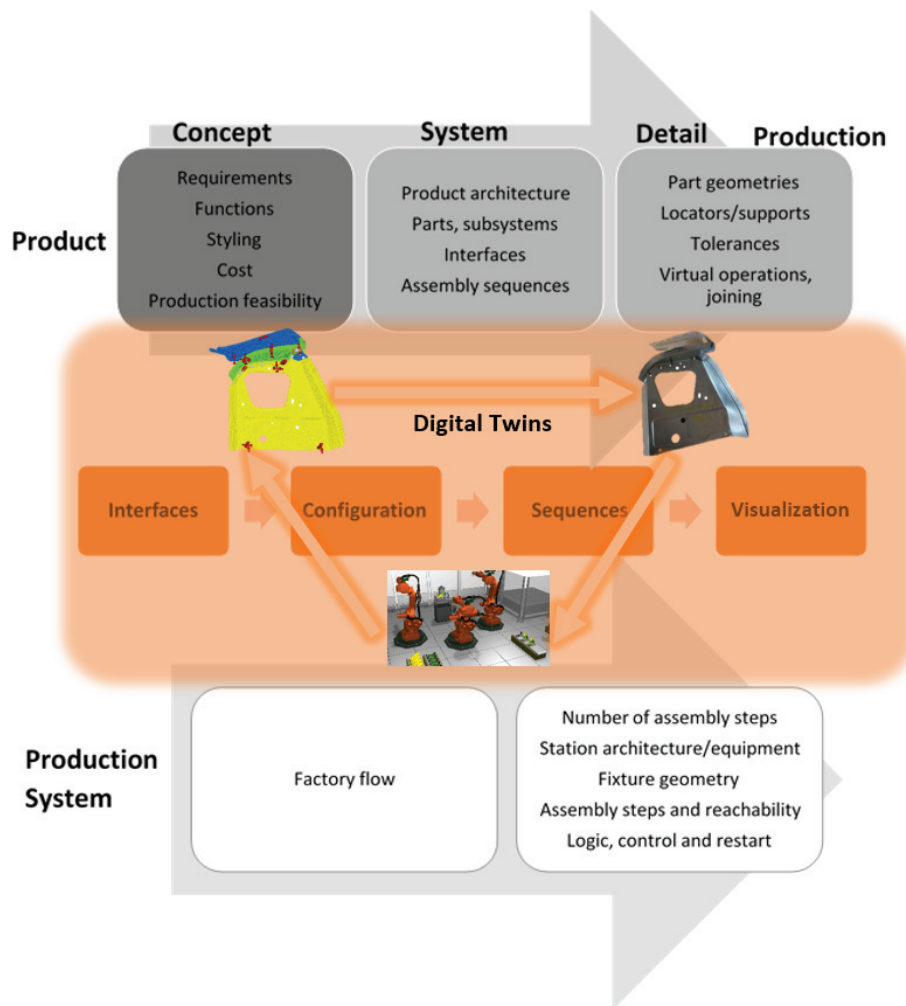 Concept
System
Detail
Production
Product
Requirements
Functions
Styling
Cost
Production feasibility
Product architecture
Parts, subsystems
Interfaces
Assembly sequences
Part geometries
Locators/supports
Tolerances
Virtual operations,
joining
Digital Twins
Interfaces
Configuration
Sequences
Visualization
Production
System
Factory flow
Number of assembly steps
Station architecture/equipment
Fixture geometry
Assembly steps and reachability
Logic, control and restart